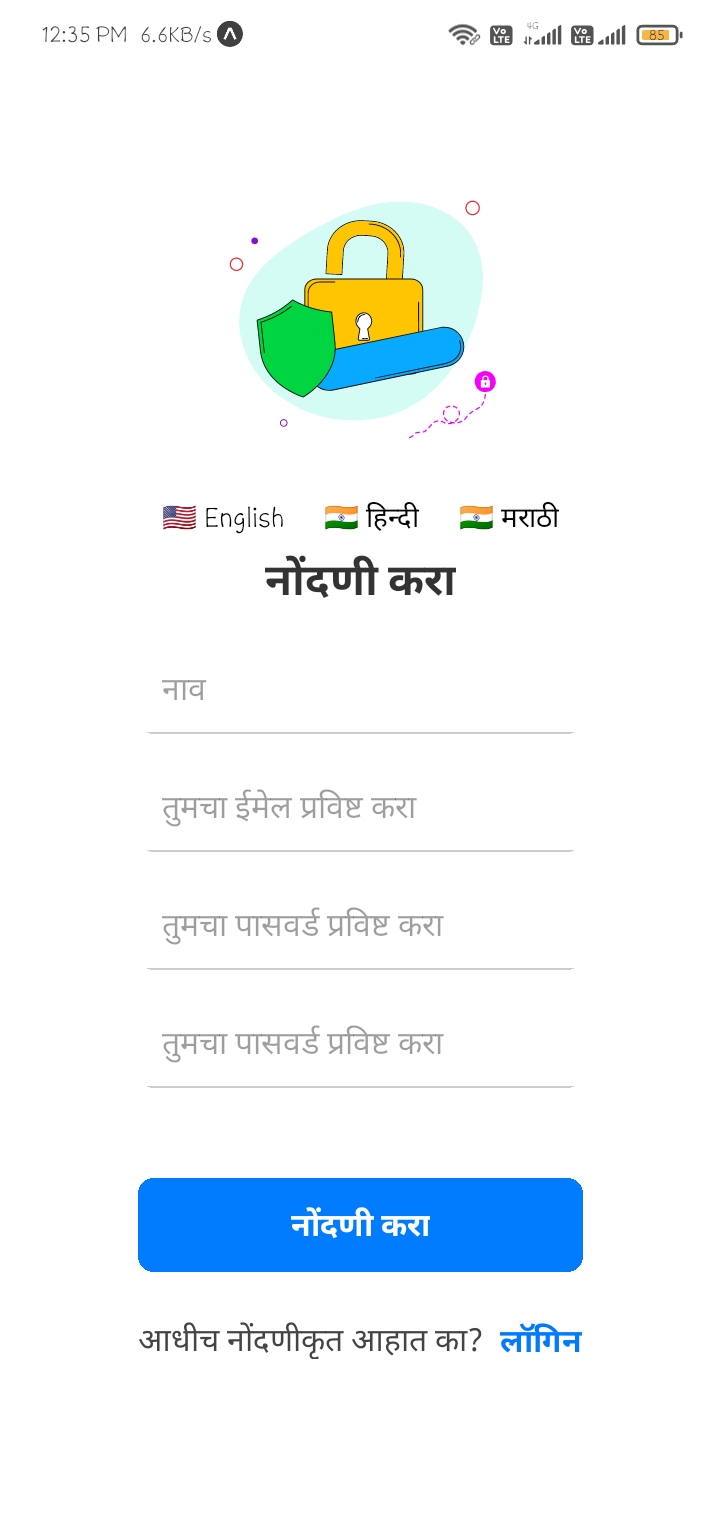 12:35 PM 6.6KB/s Vo LTE 4G Vo LTE 85
English हिन्दी मराठी
नोंदणी करा
नाव
तुमचा ईमेल प्रविष्ट करा
तुमचा पासवर्ड प्रविष्ट करा
तुमचा पासवर्ड प्रविष्ट करा
नोंदणी करा
आधीच नोंदणीकृत आहात का? लॉगिन